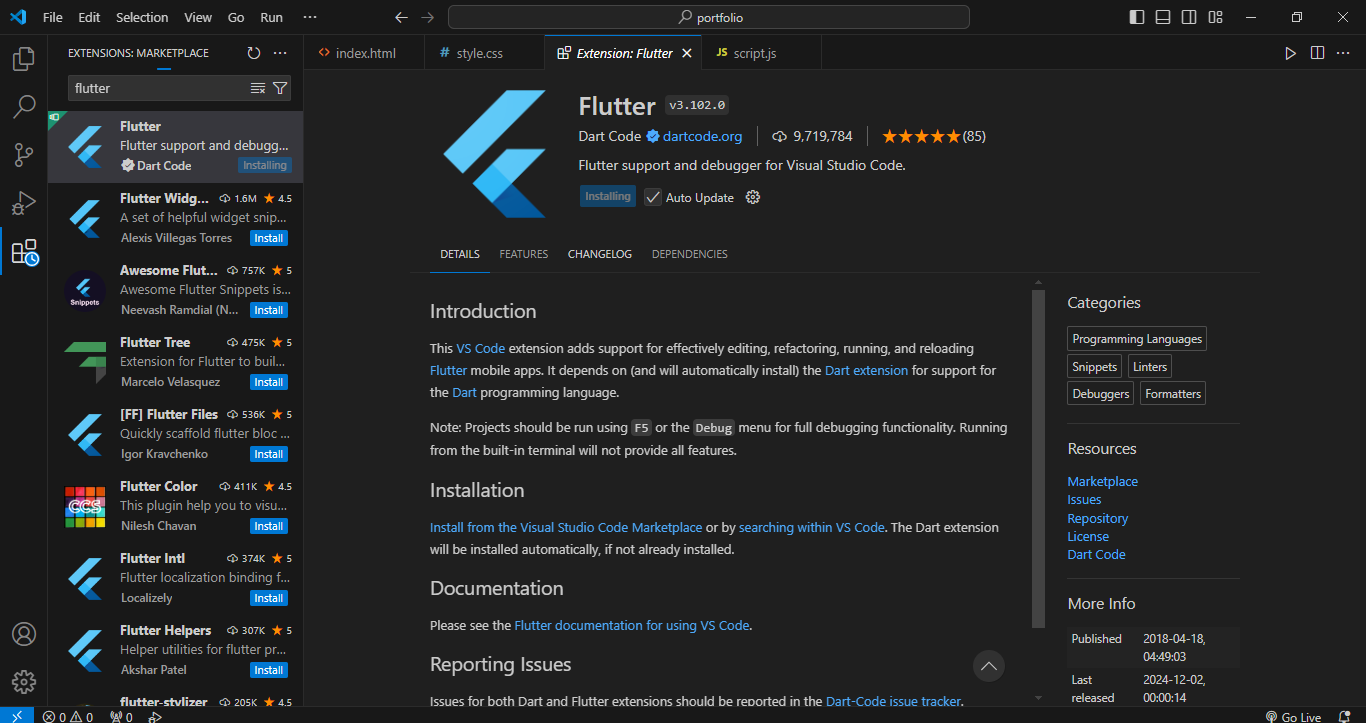 File Edit Selection View Go Run ···
portfolio
EXTENSIONS: MARKETPLACE
index.html
# style.css
Extension: Flutter
JS script.js
flutter
Flutter
Flutter support and debugg...
Dart Code Installing
Flutter Widg... 1.6M 4.5
A set of helpful widget snip...
Alexis Villegas Torres Install
Awesome Flut... 757K 5
Awesome Flutter Snippets is...
Neevash Ramdial (N... Install
Snippets
Flutter Tree 475K 5
Extension for Flutter to buil...
Marcelo Velasquez Install
[FF] Flutter Files 536K 5
Quickly scaffold flutter bloc ...
Igor Kravchenko Install
Flutter Color 411K 4.5
This plugin help you to visu...
Nilesh Chavan Install
CCS
Flutter Intl 374K 5
Flutter localization binding f...
Localizely Install
Flutter Helpers 307K 5
Helper utilities for flutter pr...
Akshar Patel Install
flutter-stylizer 205K 4.5
Flutter v3.102.0
Dart Code dartcode.org 9,719,784 (85)
Flutter support and debugger for Visual Studio Code.
Installing Auto Update
DETAILS FEATURES CHANGELOG DEPENDENCIES
Introduction
This VS Code extension adds support for effectively editing, refactoring, running, and reloading
Flutter mobile apps. It depends on (and will automatically install) the Dart extension for support for
the Dart programming language.
Note: Projects should be run using F5 or the Debug menu for full debugging functionality. Running
from the built-in terminal will not provide all features.
Installation
Install from the Visual Studio Code Marketplace or by searching within VS Code. The Dart extension
will be installed automatically, if not already installed.
Documentation
Please see the Flutter documentation for using VS Code.
Reporting Issues
Issues for both Dart and Flutter extensions should be reported in the Dart-Code issue tracker.
Categories
Programming Languages
Snippets Linters
Debuggers Formatters
Resources
Marketplace
Issues
Repository
License
Dart Code
More Info
Published 2018-04-18,
04:49:03
Last 2024-12-02,
released 00:00:14
0 0 0
Go Live